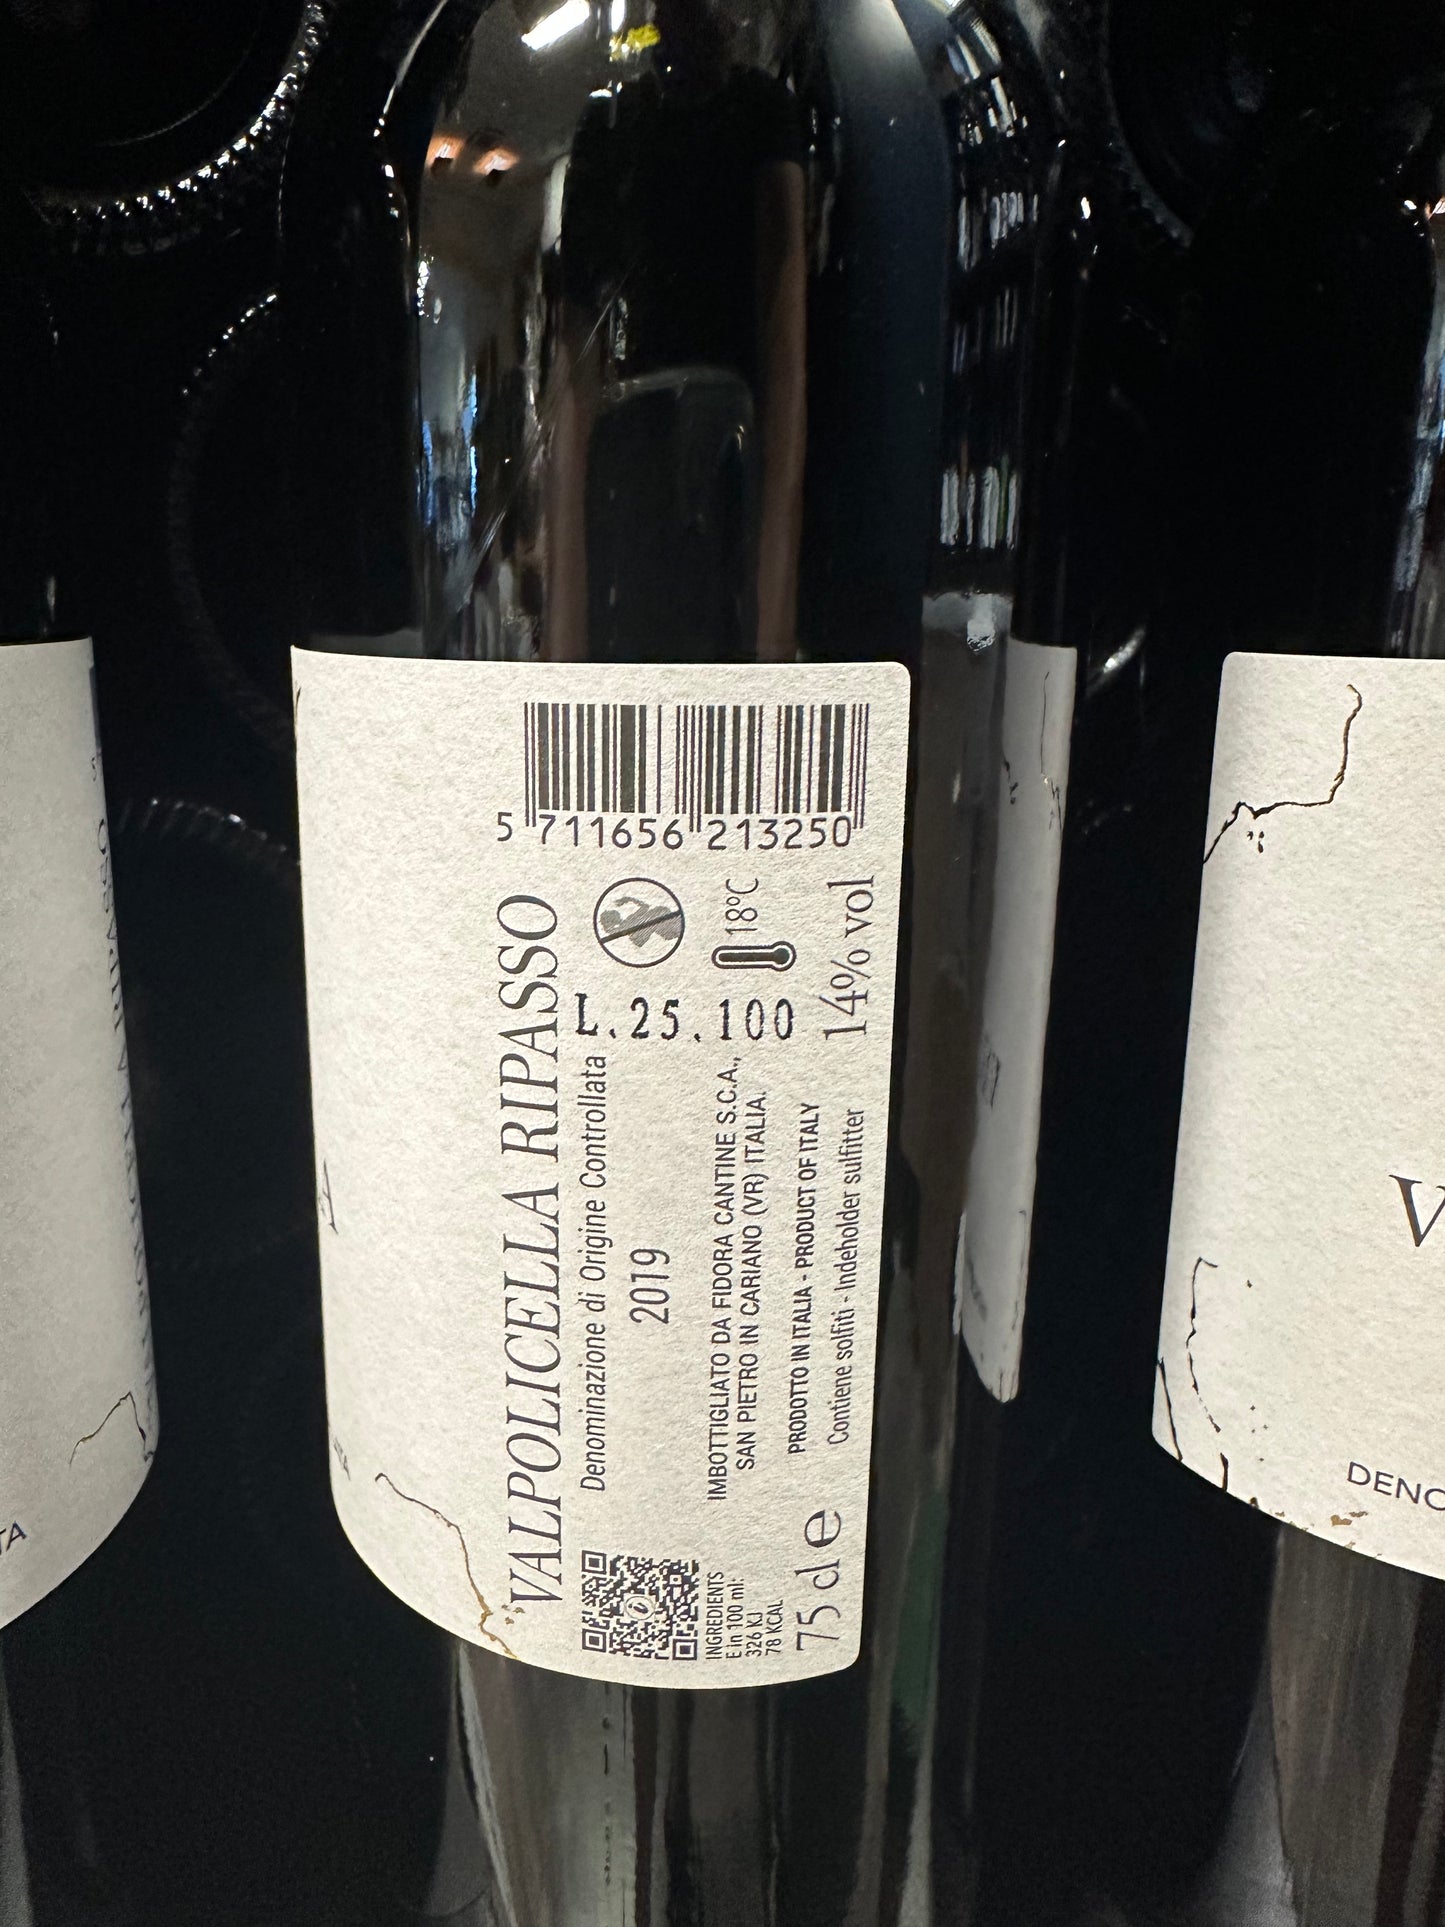 5 711656 213250
VALPOLICELLA RIPASSO
Denominazione di Origine Controllata
2019
L.25.100
18°C
14% vol
IMBOTTIGLIATO DA FIDORA CANTINE S.C.A.,
SAN PIETRO IN CARIANO (VR) ITALIA.
PRODOTTO IN ITALIA - PRODUCT OF ITALY
Contiene solfiti - Indeholder sulfitter
i
INGREDIENTS
E in 100 ml:
326 KJ
78 KCAL
75 cl e
TA
V
DENO